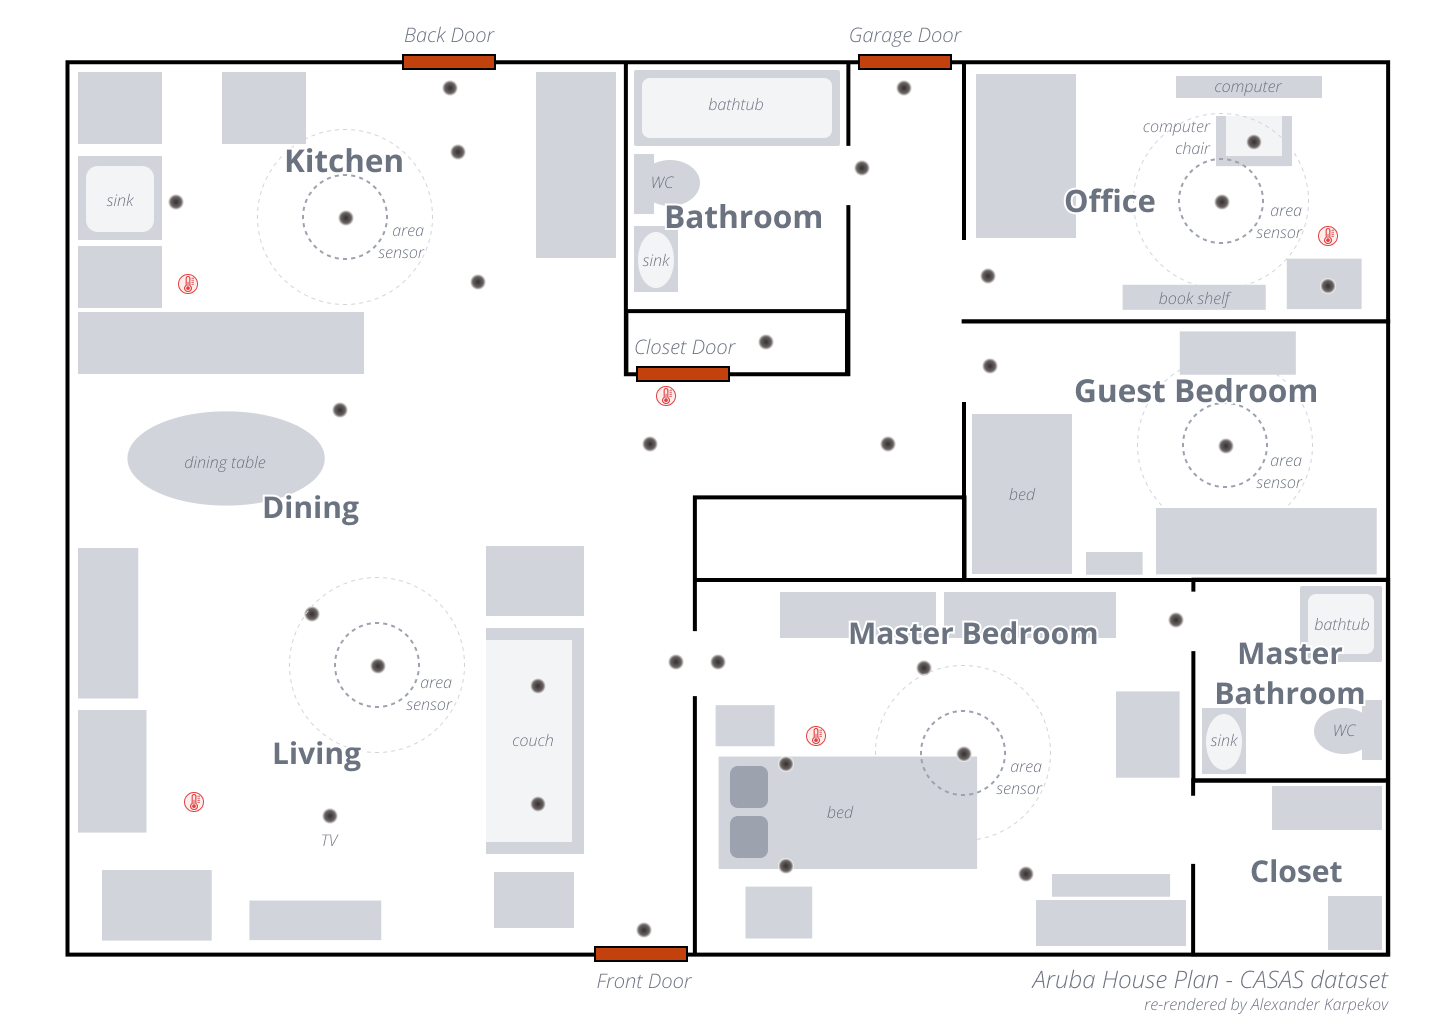 Back Door
Garage Door
Kitchen
sink
area
sensor
bathtub
WC
Bathroom
sink
Closet Door
computer
computer
chair
Office
area
sensor
book shelf
Guest Bedroom
area
sensor
bed
dining table
Dining
area
sensor
Living
couch
TV
Master Bedroom
area
sensor
bed
bathtub
Master
Bathroom
sink
WC
Closet
Front Door
Aruba House Plan - CASAS dataset
re-rendered by Alexander Karpekov